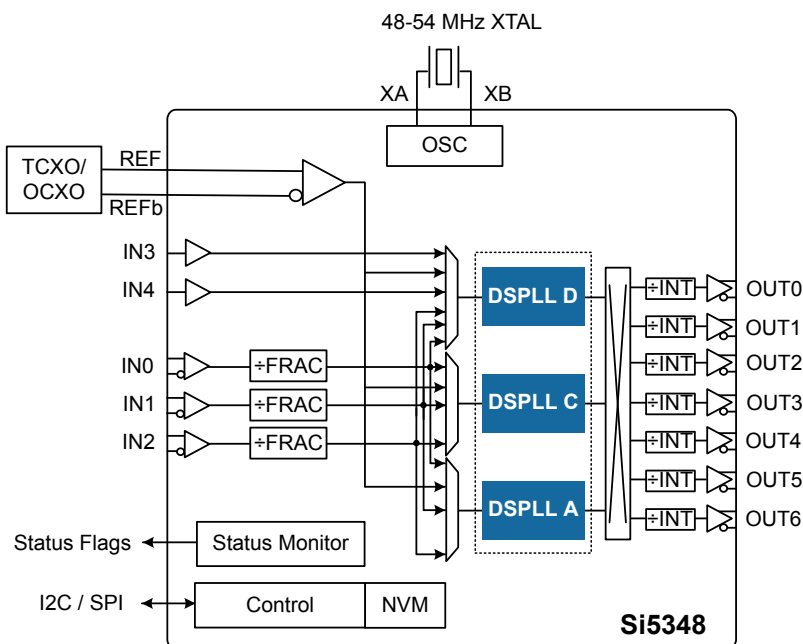 48-54 MHz XTAL
XA
XB
OSC
TCXO/
OCXO
REF
REFb
IN3
IN4
IN0
IN1
IN2
÷FRAC
÷FRAC
÷FRAC
DSPLL D
DSPLL C
DSPLL A
÷INT
OUT0
÷INT
OUT1
÷INT
OUT2
÷INT
OUT3
÷INT
OUT4
÷INT
OUT5
÷INT
OUT6
Status Flags
Status Monitor
I2C / SPI
Control
NVM
Si5348